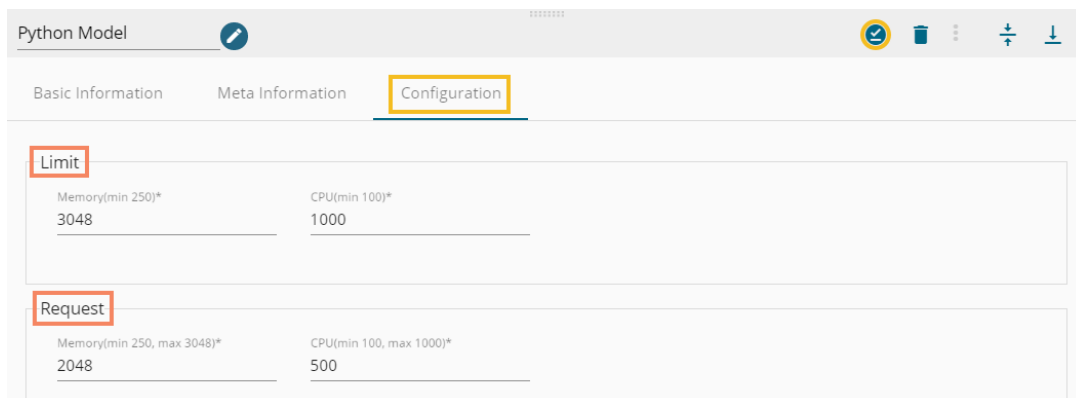 Python Model
Basic Information Meta Information Configuration
Limit
Memory(min 250)* CPU(min 100)*
3048 1000
Request
Memory(min 250, max 3048)* CPU(min 100, max 1000)*
2048 500